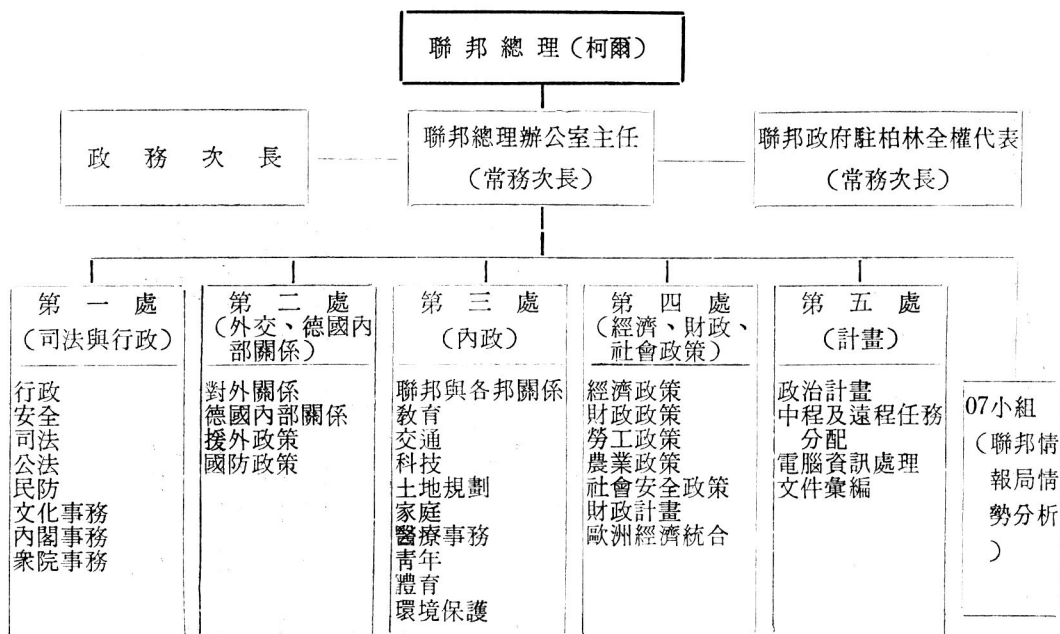 聯邦總理（柯爾）
政務次長
聯邦總理辦公室主任
（常務次長）
聯邦政府駐柏林全權代表
（常務次長）
第一處
（司法與行政）
行政
安全
司法
公法
民防
文化事務
內閣事務
衆院事務
第二處
（外交、德國內
部關係）
對外關係
德國內部關係
援外政策
國防政策
第三處
（內政）
聯邦與各邦關係
敎育
交通
科技
土地規劃
家庭
醫療事務
靑年
體育
環境保護
第四處
（經濟、財政、
社會政策）
經濟政策
財政政策
勞工政策
農業政策
社會安全政策
財政計畫
歐洲經濟統合
第五處
（計畫）
政治計畫
中程及遠程任務
分配
電腦資訊處理
文件彙編
07小組
（聯邦情
報局情
勢分析
）